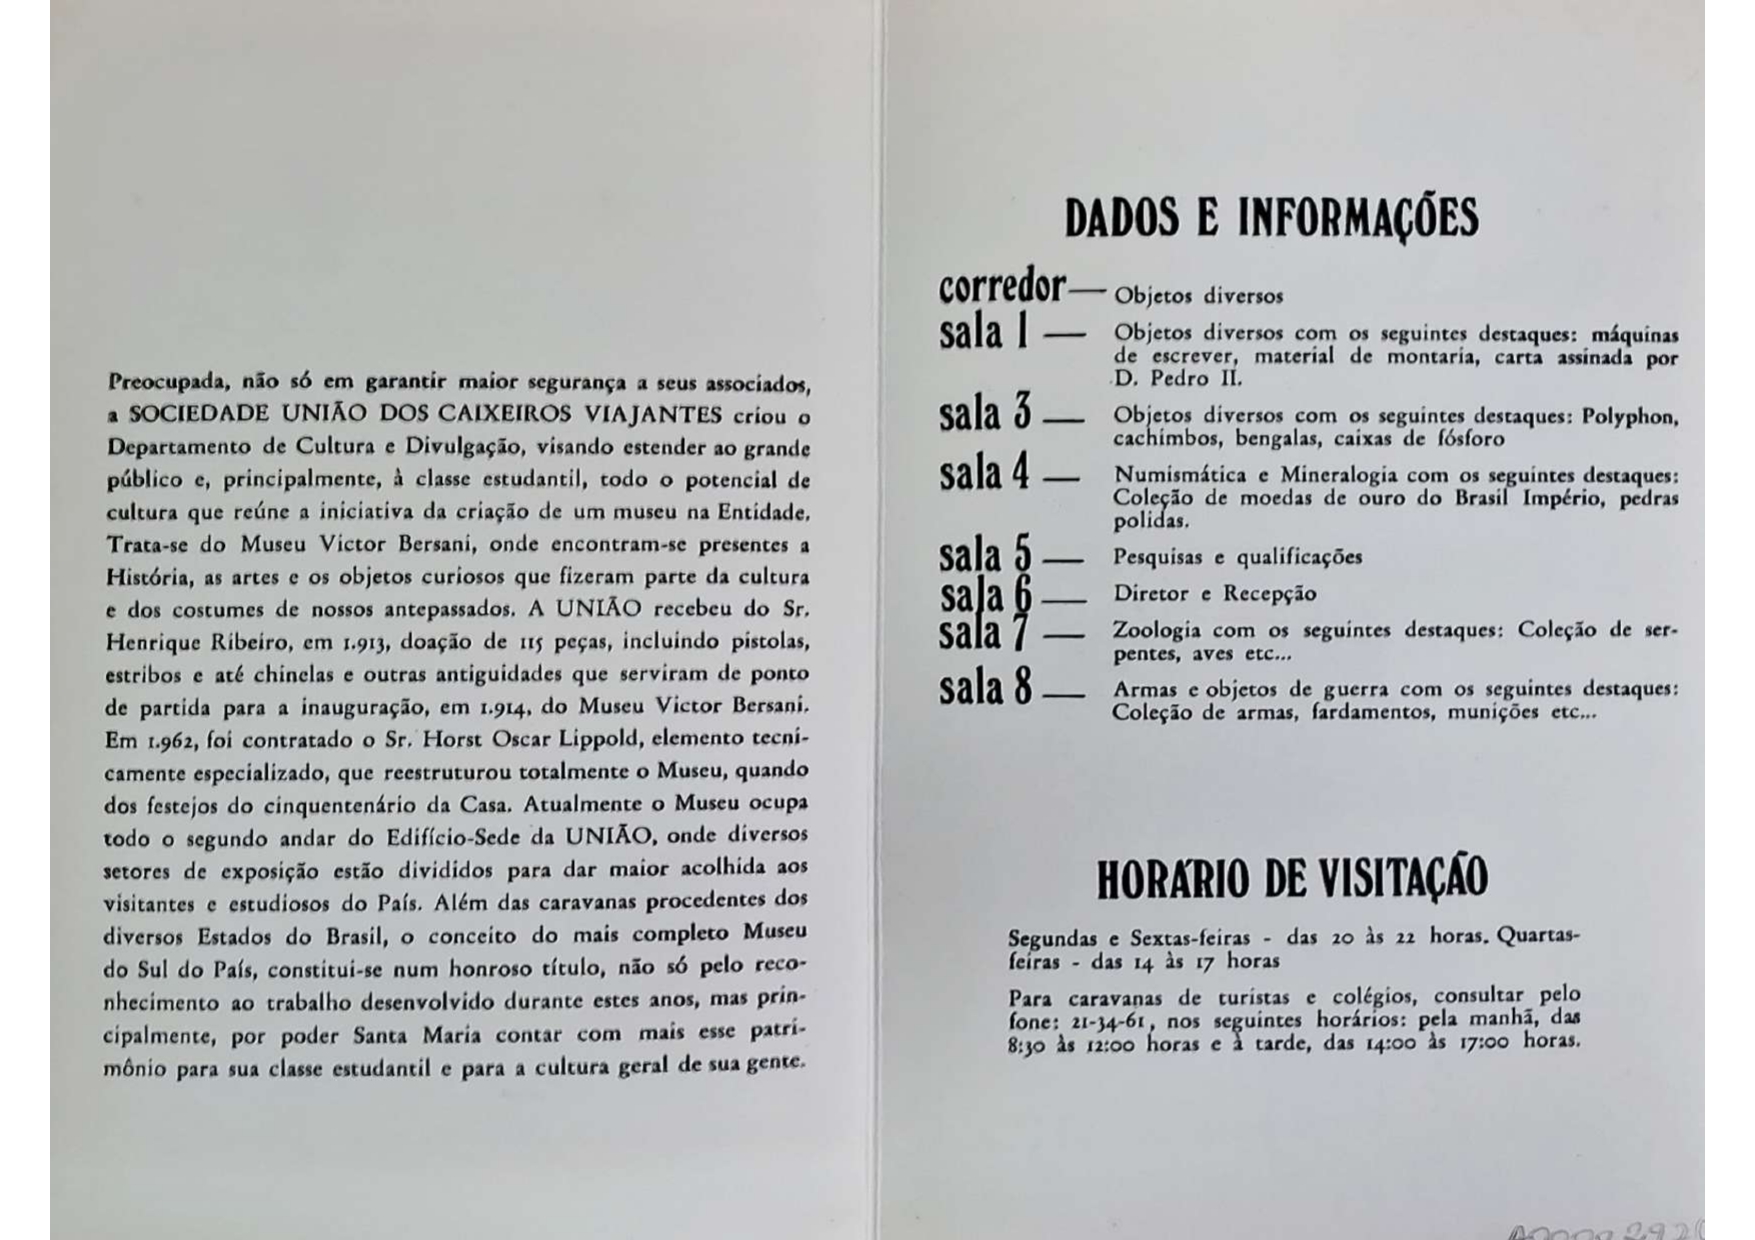 Preocupada, não só em garantir maior segurança a seus associados,
a SOCIEDADE UNIÃO DOS CAIXEIROS VIAJANTES criou o
Departamento de Cultura e Divulgação, visando estender ao grande
público e, principalmente, à classe estudantil, todo o potencial de
cultura que reúne a iniciativa da criação de um museu na Entidade.
Trata-se do Museu Victor Bersani, onde encontram-se presentes a
História, as artes e os objetos curiosos que fizeram parte da cultura
e dos costumes de nossos antepassados. A UNIÃO recebeu do Sr.
Henrique Ribeiro, em 1.913, doação de 115 peças, incluindo pistolas,
estribos e até chinelas e outras antiguidades que serviram de ponto
de partida para a inauguração, em 1.914, do Museu Victor Bersani.
Em 1.962, foi contratado o Sr. Horst Oscar Lippold, elemento tecni-
camente especializado, que reestruturou totalmente o Museu, quando
dos festejos do cinquentenário da Casa. Atualmente o Museu ocupa
todo o segundo andar do Edifício-Sede da UNIÃO, onde diversos
setores de exposição estão divididos para dar maior acolhida aos
visitantes e estudiosos do País. Além das caravanas procedentes dos
diversos Estados do Brasil, o conceito do mais completo Museu
do Sul do País, constitui-se num honroso título, não só pelo reco-
nhecimento ao trabalho desenvolvido durante estes anos, mas prin-
cipalmente, por poder Santa Maria contar com mais esse patri-
mônio para sua classe estudantil e para a cultura geral de sua gente.
DADOS E INFORMAÇÕES
corredor — Objetos diversos
sala 1 — Objetos diversos com os seguintes destaques: máquinas
de escrever, material de montaria, carta assinada por
D. Pedro II.
sala 3 — Objetos diversos com os seguintes destaques: Polyphon,
cachimbos, bengalas, caixas de fósforo
sala 4 — Numismática e Mineralogia com os seguintes destaques:
Coleção de moedas de ouro do Brasil Império, pedras
polidas.
sala 5 — Pesquisas e qualificações
sala 6 — Diretor e Recepção
sala 7 — Zoologia com os seguintes destaques: Coleção de ser-
pentes, aves etc...
sala 8 — Armas e objetos de guerra com os seguintes destaques:
Coleção de armas, fardamentos, munições etc...
HORÁRIO DE VISITAÇÃO
Segundas e Sextas-feiras - das 20 às 22 horas. Quartas-
feiras - das 14 às 17 horas
Para caravanas de turistas e colégios, consultar pelo
fone: 21-34-61, nos seguintes horários: pela manhã, das
8:30 às 12:00 horas e à tarde, das 14:00 às 17:00 horas.